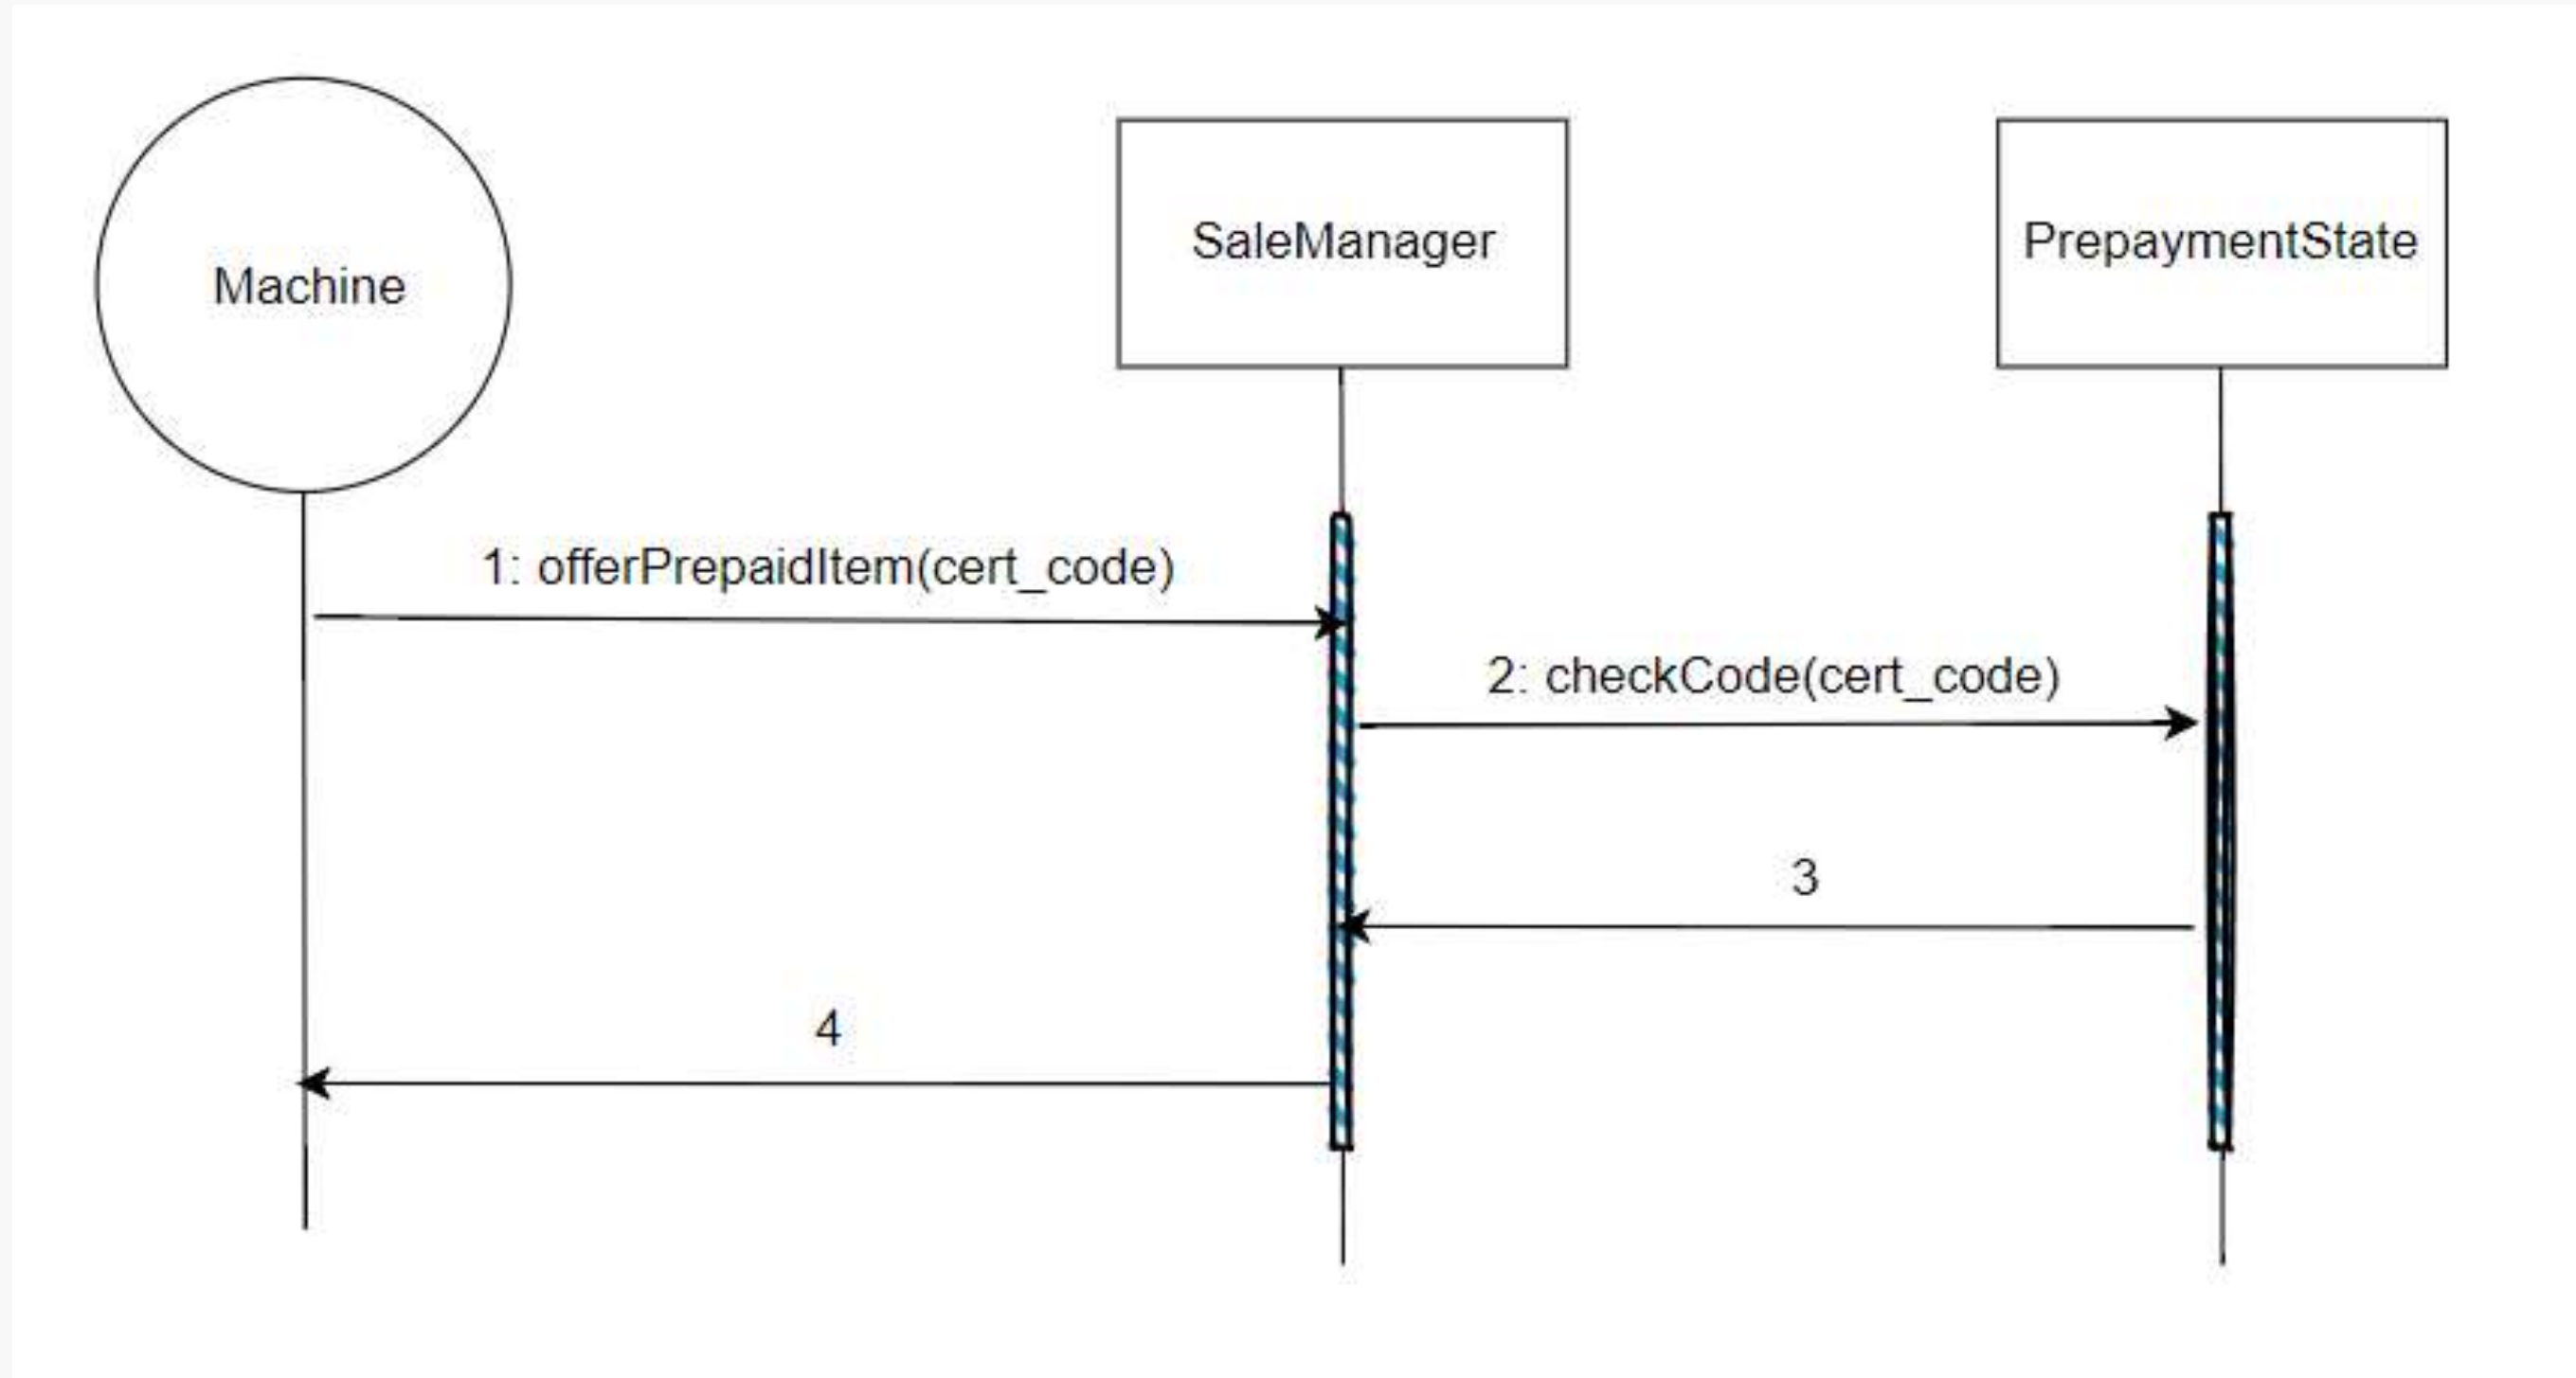 Machine
SaleManager
PrepaymentState
1: offerPrepaidItem(cert_code)
2: checkCode(cert_code)
3
4